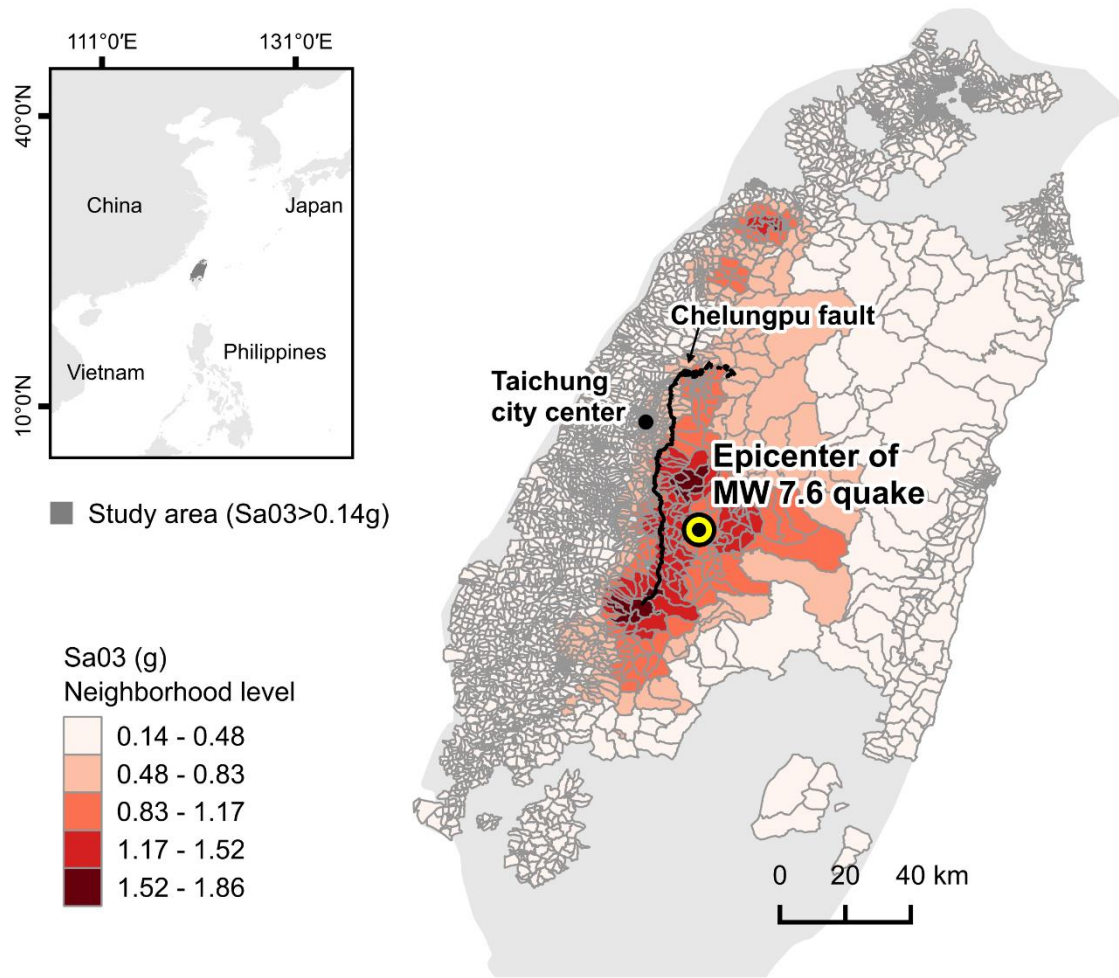 111°0'E
131°0'E
40°0'N
10°0'N
China
Japan
Philippines
Vietnam
Study area (Sa03>0.14g)
Chelungpu fault
Taichung
city center
Epicenter of
MW 7.6 quake
Sa03 (g)
Neighborhood level
0.14 - 0.48
0.48 - 0.83
0.83 - 1.17
1.17 - 1.52
1.52 - 1.86
0 20 40 km